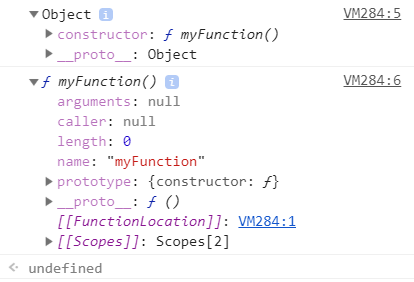 ▼Object i VM284:5
▶constructor: ƒ myFunction()
▶__proto__: Object
▼ƒ myFunction() i VM284:6
arguments: null
caller: null
length: 0
name: "myFunction"
▶prototype: {constructor: ƒ}
▶__proto__: ƒ ()
[[FunctionLocation]]: VM284:1
▶[[Scopes]]: Scopes[2]
undefined